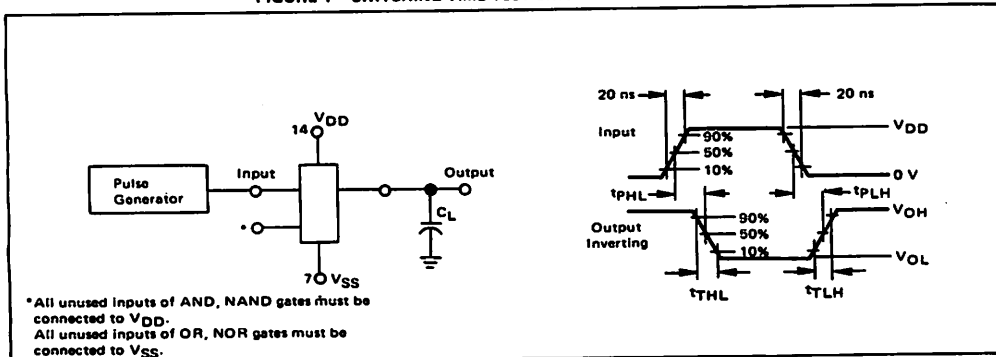 20 ns
20 ns
VDD
14
VDD
Input
90%
50%
10%
0 V
Pulse
Generator
Input
Output
CL
tPHL
tPLH
VOH
Output
Inverting
90%
50%
10%
VOL
*
7
VSS
tTHL
tTLH
*All unused inputs of AND, NAND gates must be
connected to VDD.
All unused inputs of OR, NOR gates must be
connected to VSS.